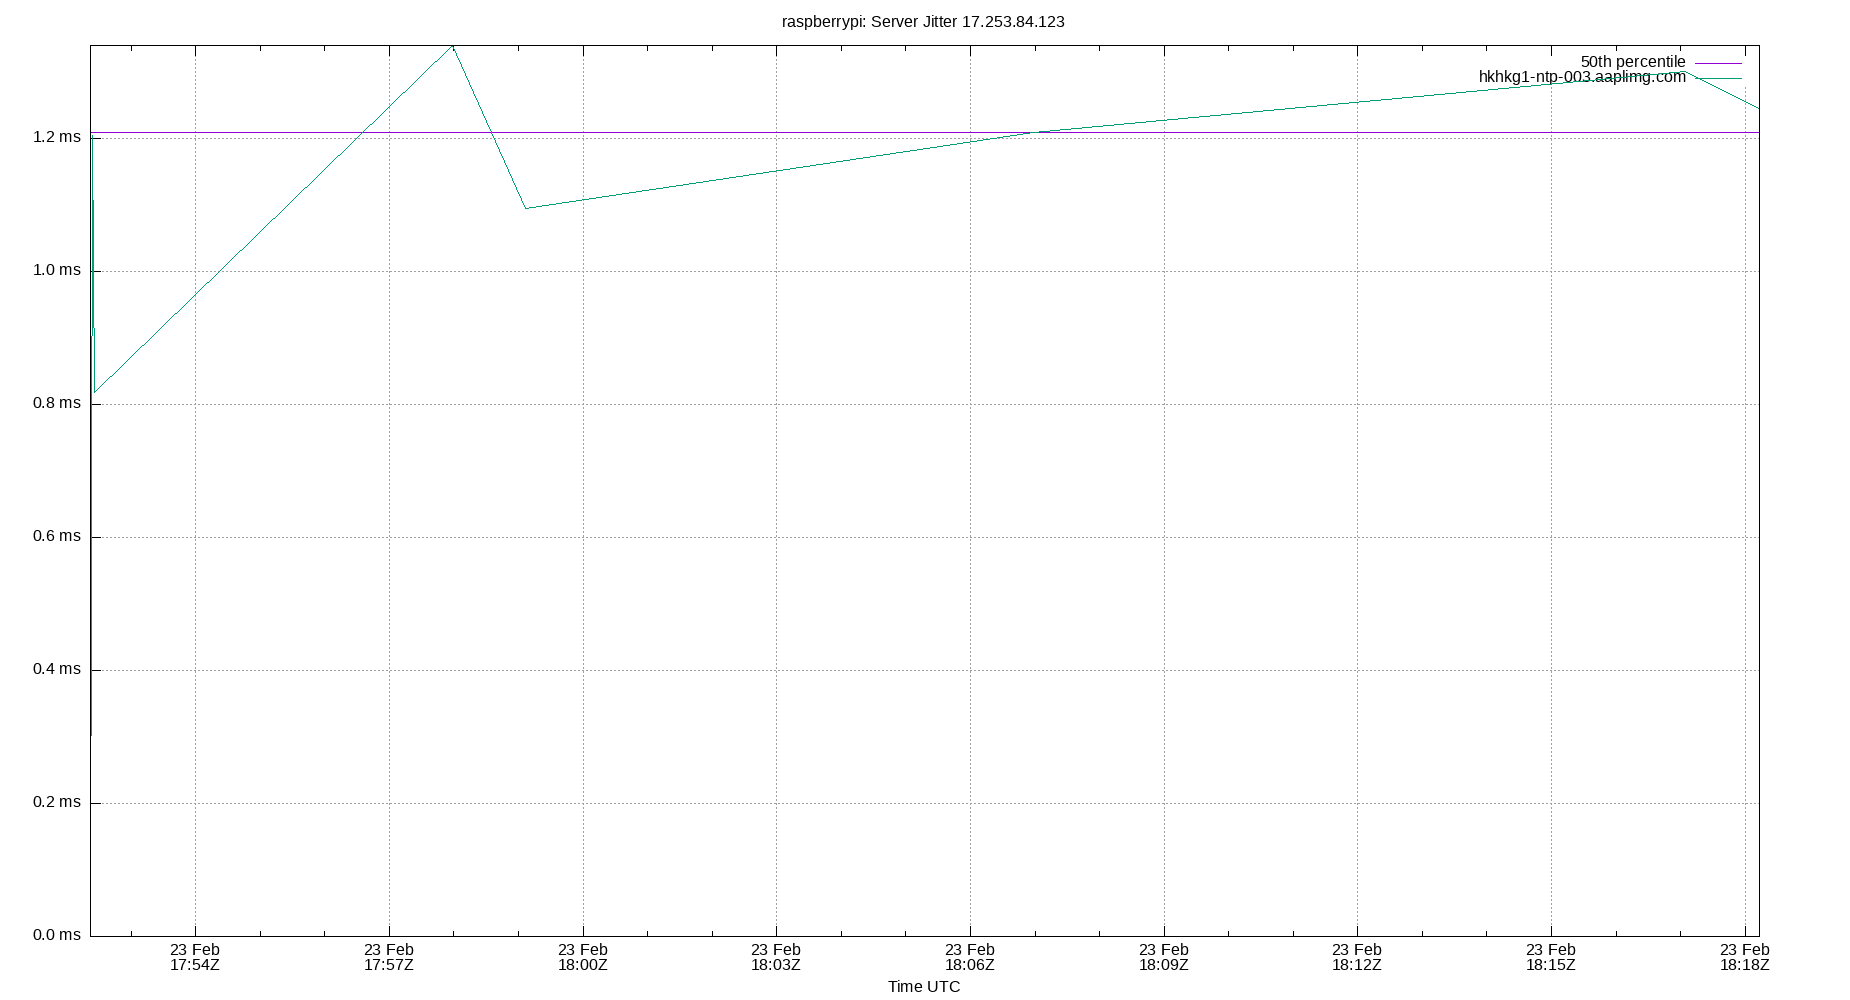 raspberrypi: Server Jitter 17.253.84.123
50th percentile
hkhkg1-ntp-003.aapling.com
1.2 ms
1.0 ms
0.8 ms
0.6 ms
0.4 ms
0.2 ms
0.0 ms
23 Feb 23 Feb 23 Feb 23 Feb 23 Feb 23 Feb 23 Feb 23 Feb 23 Feb
17:54Z 17:57Z 18:00Z 18:03Z 18:06Z 18:09Z 18:12Z 18:15Z 18:18Z
Time UTC